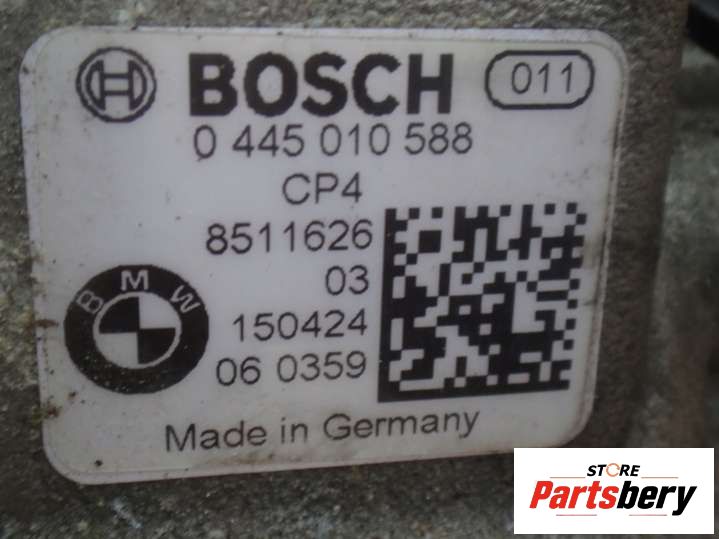 BOSCH 011
0 445 010 588
CP4
8511626
03
BMW
150424
06 0359
Made in Germany
STORE
Partsbery